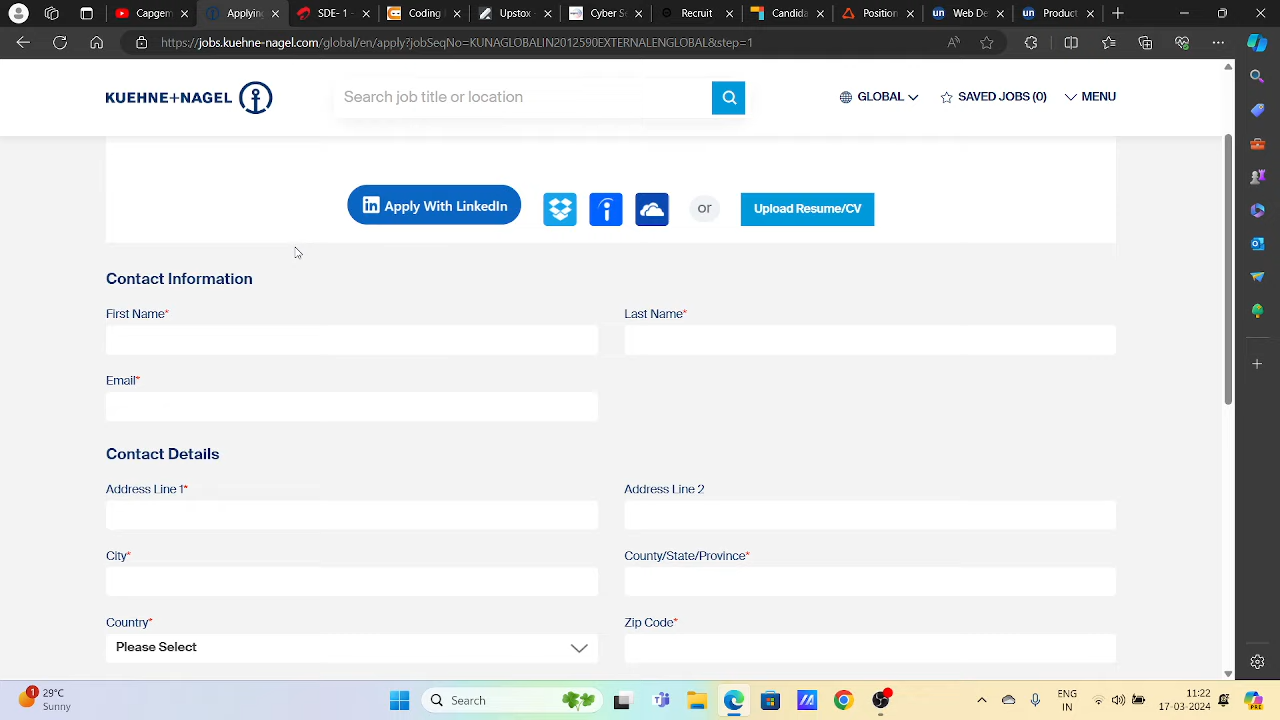 Capgem
Applying
SDE- 1 -
Coding
Upstox
Cyber S
Recruit
Candida
Position
Web De
Product
https://jobs.kuehne-nagel.com/global/en/apply?jobSeqNo=KUNAGLOBALIN2012590EXTERNALENGLOBAL&step=1
KUEHNE+NAGEL
Search job title or location
GLOBAL
SAVED JOBS (0)
MENU
Apply With LinkedIn
or
Upload Resume/CV
Contact Information
First Name*
Last Name*
Email*
Contact Details
Address Line 1*
Address Line 2
City*
County/State/Province*
Country*
Zip Code*
Please Select
1
29°C
Sunny
Search
ENG
IN
11:22
17-03-2024